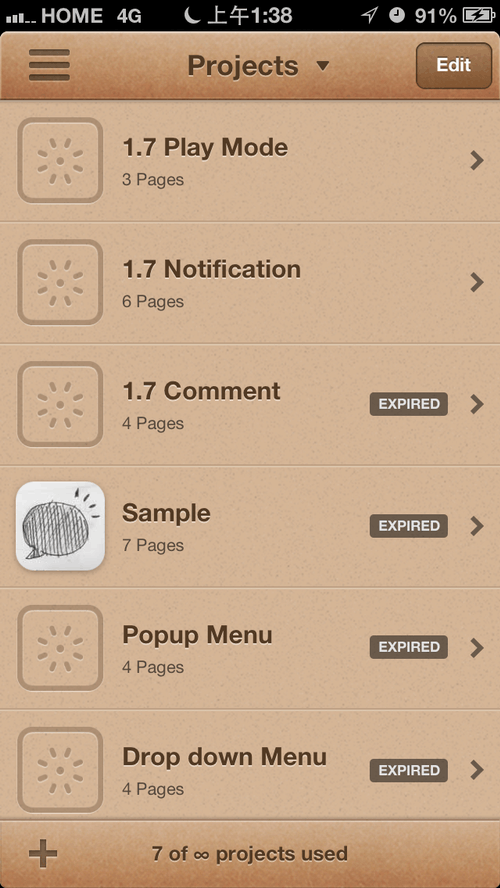 HOME 4G 上午1:38 91%
Projects Edit
1.7 Play Mode
3 Pages
1.7 Notification
6 Pages
1.7 Comment
EXPIRED
4 Pages
Sample
EXPIRED
7 Pages
Popup Menu
EXPIRED
4 Pages
Drop down Menu
EXPIRED
4 Pages
7 of ∞ projects used